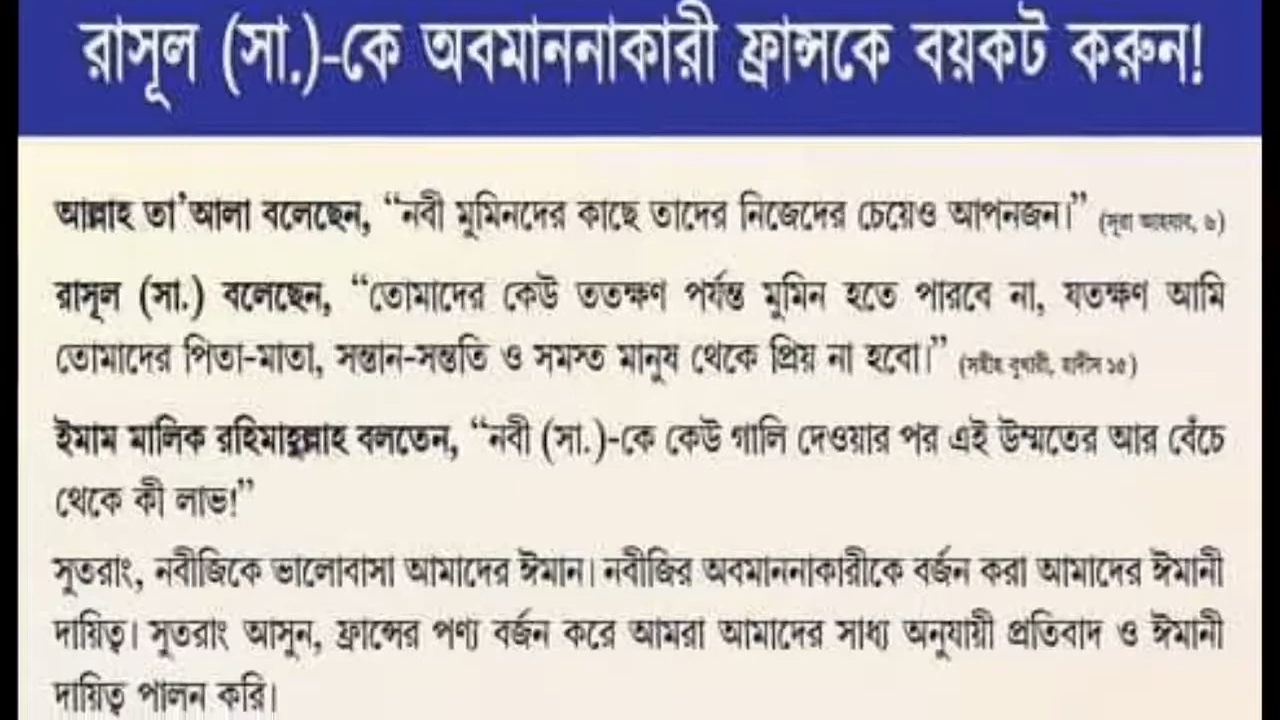 রাসূল (সা.)-কে অবমাননাকারী ফ্রান্সকে বয়কট করুন!
আল্লাহ তা'আলা বলেছেন, “নবী মুমিনদের কাছে তাদের নিজেদের চেয়েও আপনজন।” (সূরা আহযাব, ৬)
রাসূল (সা.) বলেছেন, “তোমাদের কেউ ততক্ষণ পর্যন্ত মুমিন হতে পারবে না, যতক্ষণ আমি
তোমাদের পিতা-মাতা, সন্তান-সন্ততি ও সমস্ত মানুষ থেকে প্রিয় না হবো।” (সহীহ বুখারী, হাদীস ১৫)
ইমাম মালিক রহিমাহুল্লাহ বলতেন, “নবী (সা.)-কে কেউ গালি দেওয়ার পর এই উম্মতের আর বেঁচে
থেকে কী লাভ!”
সুতরাং, নবীজিকে ভালোবাসা আমাদের ঈমান। নবীজির অবমাননাকারীকে বর্জন করা আমাদের ঈমানী
দায়িত্ব। সুতরাং আসুন, ফ্রান্সের পণ্য বর্জন করে আমরা আমাদের সাধ্য অনুযায়ী প্রতিবাদ ও ঈমানী
দায়িত্ব পালন করি।